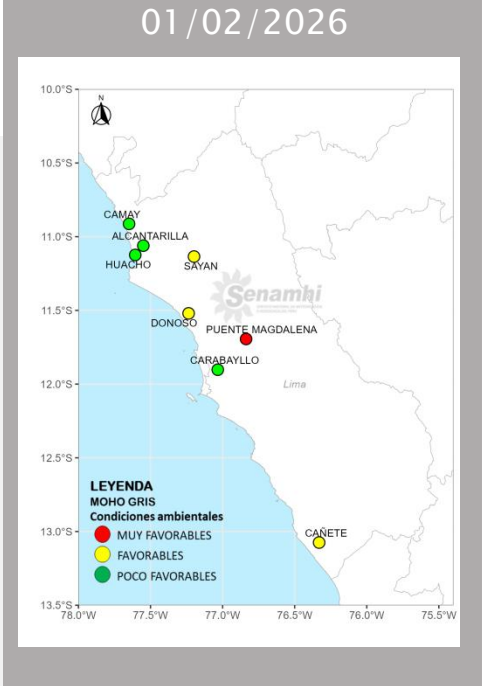 01/02/2026
10.0°S
N
10.5°S
CAMAY
11.0°S
ALCANTARILLA
HUACHO
SAYAN
Senamhi
11.5°S
DONOSO
PUENTE MAGDALENA
CARABAYLLO
12.0°S
Lima
12.5°S
LEYENDA
MOHO GRIS
Condiciones ambientales
MUY FAVORABLES
FAVORABLES
POCO FAVORABLES
13.0°S
CAÑETE
13.5°S
78.0°W 77.5°W 77.0°W 76.5°W 76.0°W 75.5°W